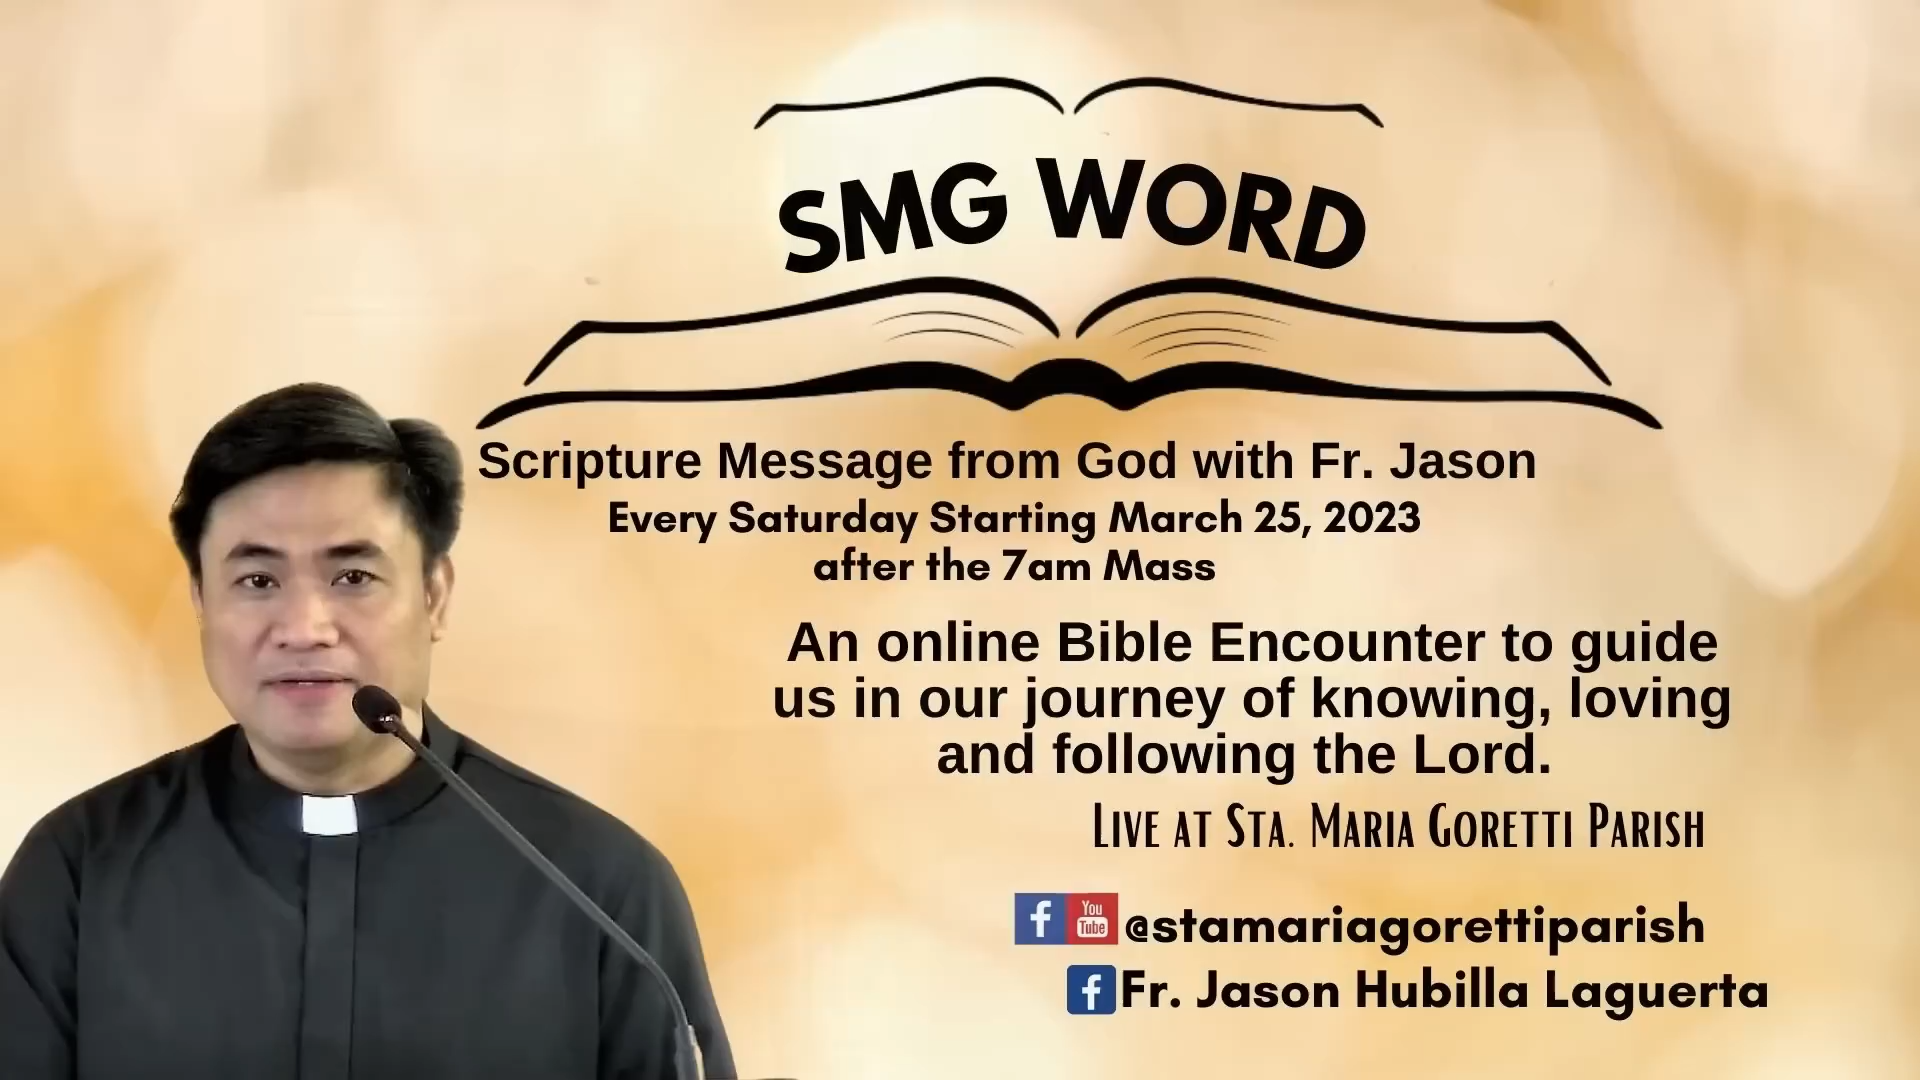 SMG WORD
Scripture Message from God with Fr. Jason
Every Saturday Starting March 25, 2023
after the 7am Mass
An online Bible Encounter to guide
us in our journey of knowing, loving
and following the Lord.
Live at Sta. Maria Goretti Parish
f You Tube @stamariagorettiparish
f Fr. Jason Hubilla Laguerta